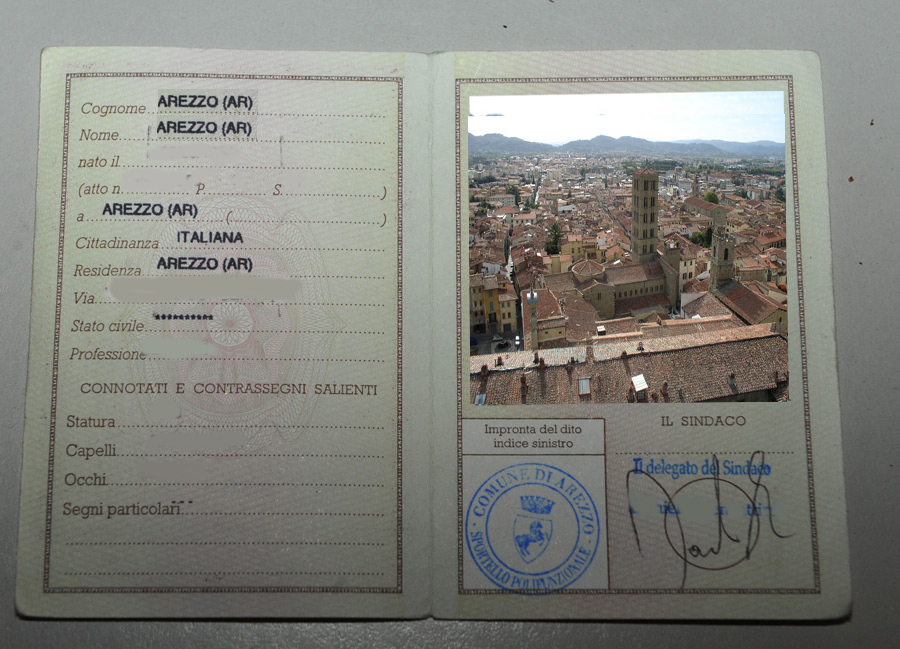 Cognome AREZZO (AR)
Nome AREZZO (AR)
nato il
(atto n. P. S. )
a AREZZO (AR) ( )
Cittadinanza ITALIANA
Residenza AREZZO (AR)
Via
Stato civile **********
Professione
CONNOTATI E CONTRASSEGNI SALIENTI
Statura
Capelli
Occhi
Segni particolari
Impronta del dito
indice sinistro
COMUNE DI AREZZO
SPORTELLO POLIFUNZIONALE
IL SINDACO
Il delegato del Sindaco